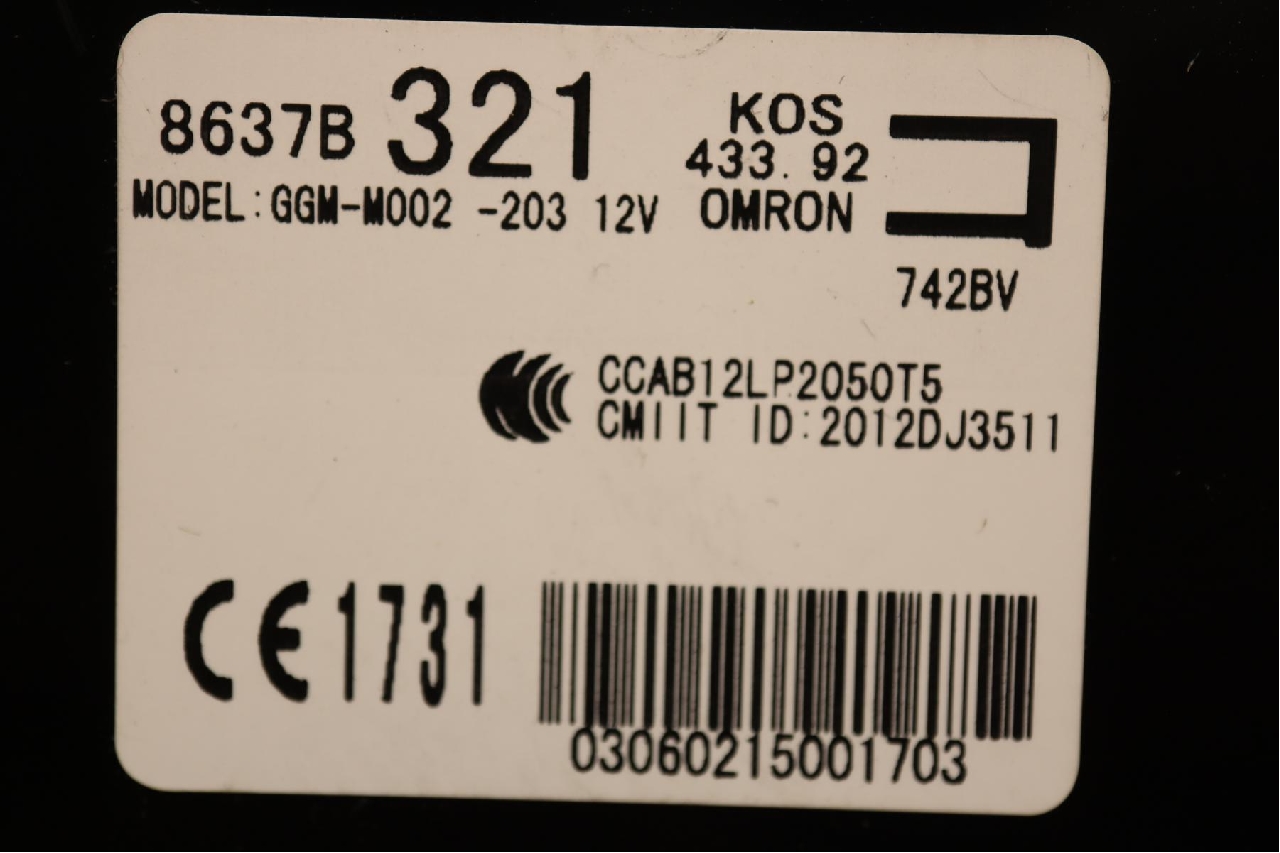 8637B 321
KOS
433.92
MODEL:GGM-M002 -203 12V
OMRON
742BV
CCAB12LP2050T5
CMIIT ID:2012DJ3511
CE1731
03060215001703